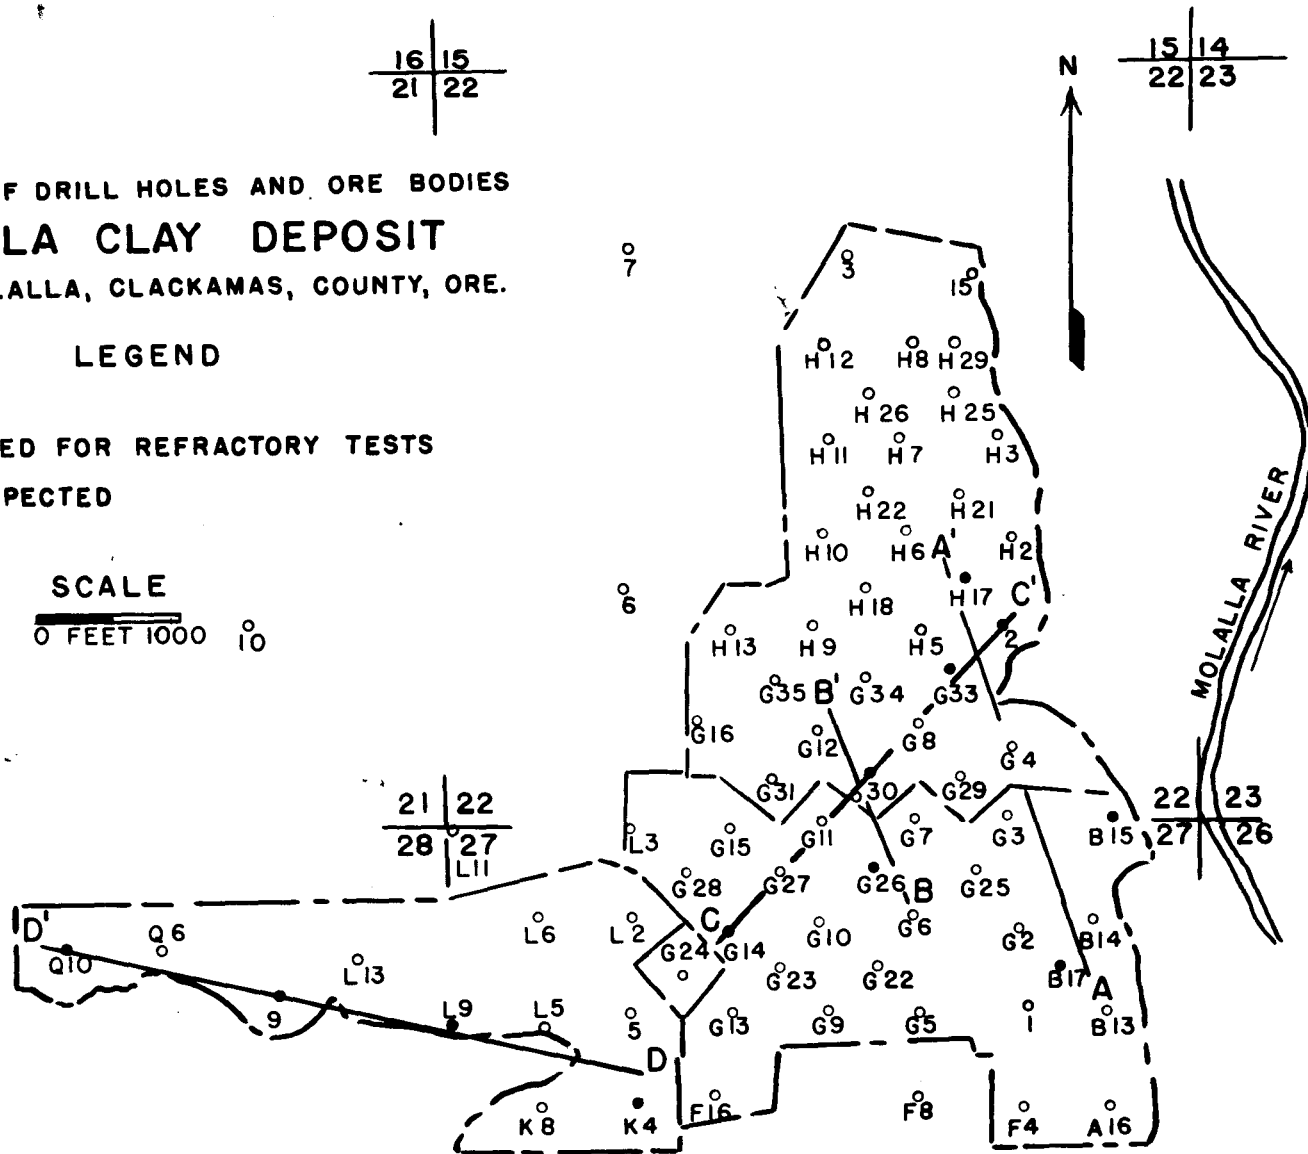 16 15
21 22
15 14
22 23
N
F DRILL HOLES AND ORE BODIES
LA CLAY DEPOSIT
LALLA, CLACKAMAS, COUNTY, ORE.
LEGEND
ED FOR REFRACTORY TESTS
PECTED
SCALE
0 FEET 1000
10
7
3
15
H12
H8
H29
H26
H25
H11
H7
H3
H22
H21
H10
H6
A'
H2
6
H18
H17
C'
H13
H9
H5
2
G35
B'
G34
G33
G16
G12
G8
G4
MOLALLA RIVER
G31
30
G29
21 22
28 27
22 23
27 26
L11
L3
G15
G11
G7
G3
B15
G28
G27
G26
B
G25
D'
Q6
L6
L2
C
G24
G14
G10
G6
G2
B14
Q10
L13
G23
G22
B17
A
9
L9
L5
5
G13
G9
G5
1
B13
D
K8
K4
F16
F8
F4
A16